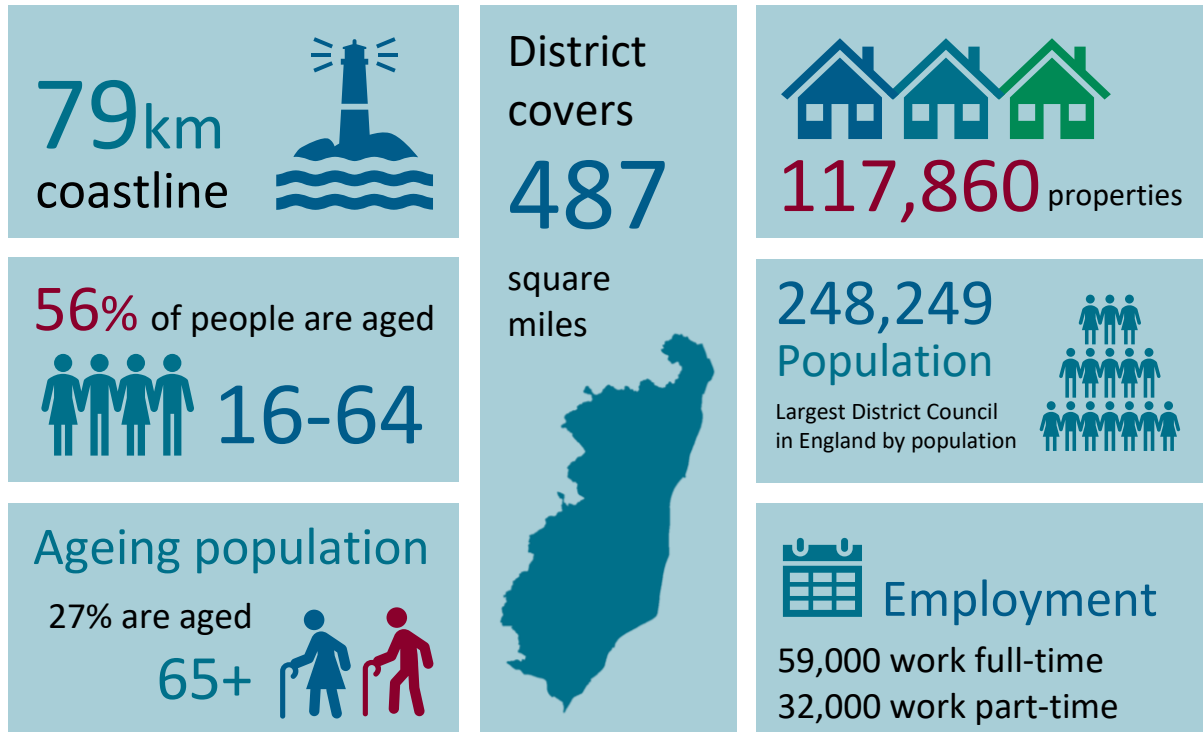 79km
coastline
56% of people are aged
16-64
Ageing population
27% are aged
65+
District
covers
487
square
miles
117,860 properties
248,249
Population
Largest District Council
in England by population
Employment
59,000 work full-time
32,000 work part-time